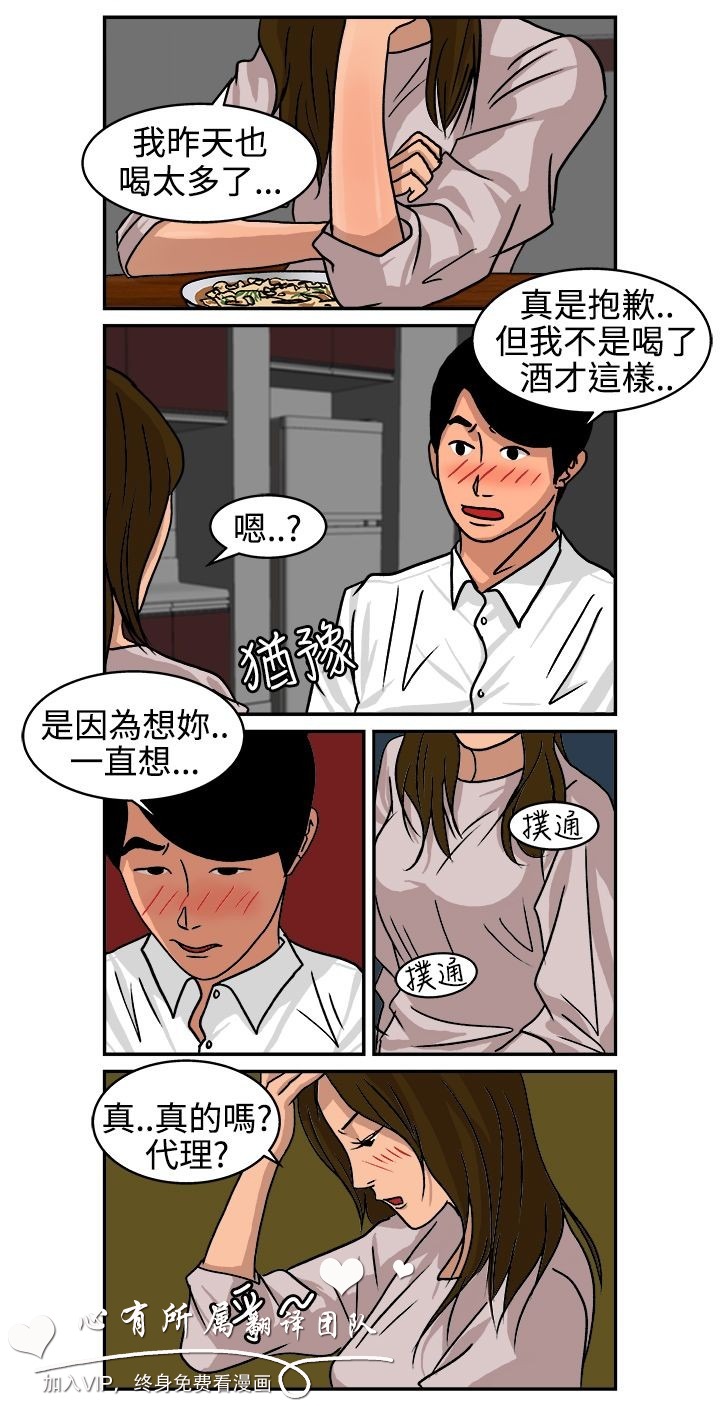 我昨天也
喝太多了...
真是抱歉..
但我不是喝了
酒才這樣..
嗯..?
猶豫
是因為想妳..
一直想...
撲通
撲通
真..真的嗎?
代理?
心有所属翻译团队
加入VIP，终身免费看漫画